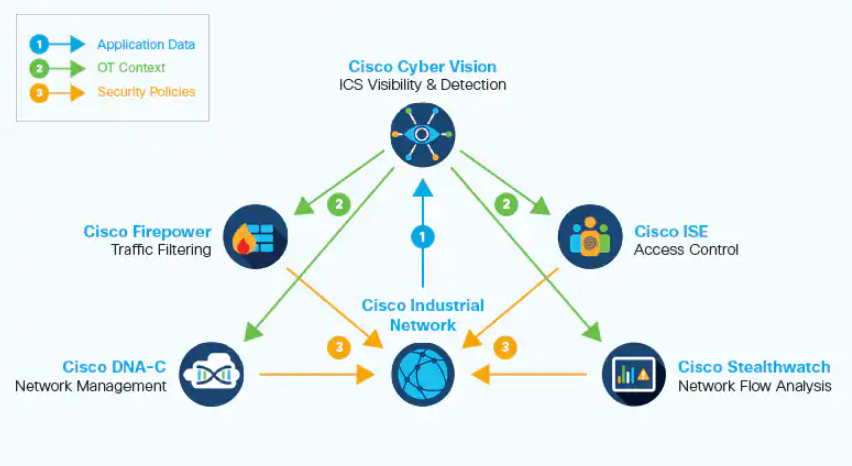 1 Application Data
2 OT Context
3 Security Policies
Cisco Cyber Vision
ICS Visibility & Detection
2
2
Cisco Firepower
Traffic Filtering
1
Cisco ISE
Access Control
Cisco Industrial
Network
3
3
Cisco DNA-C
Network Management
Cisco Stealthwatch
Network Flow Analysis